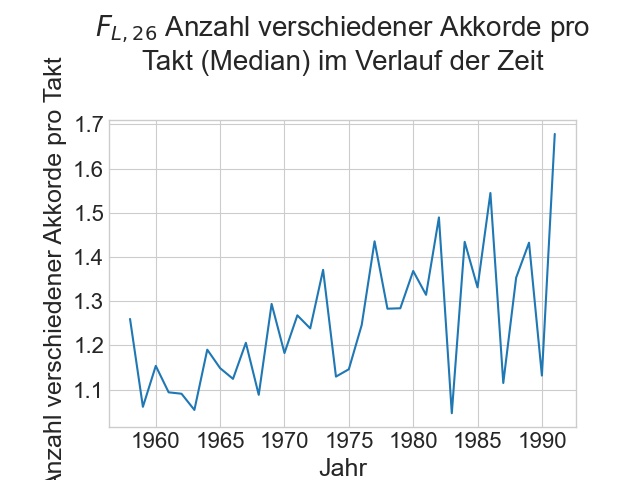 F_{L,26} Anzahl verschiedener Akkorde pro
Takt (Median) im Verlauf der Zeit
Anzahl verschiedener Akkorde pro Takt
1.7
1.6
1.5
1.4
1.3
1.2
1.1
1960 1965 1970 1975 1980 1985 1990
Jahr